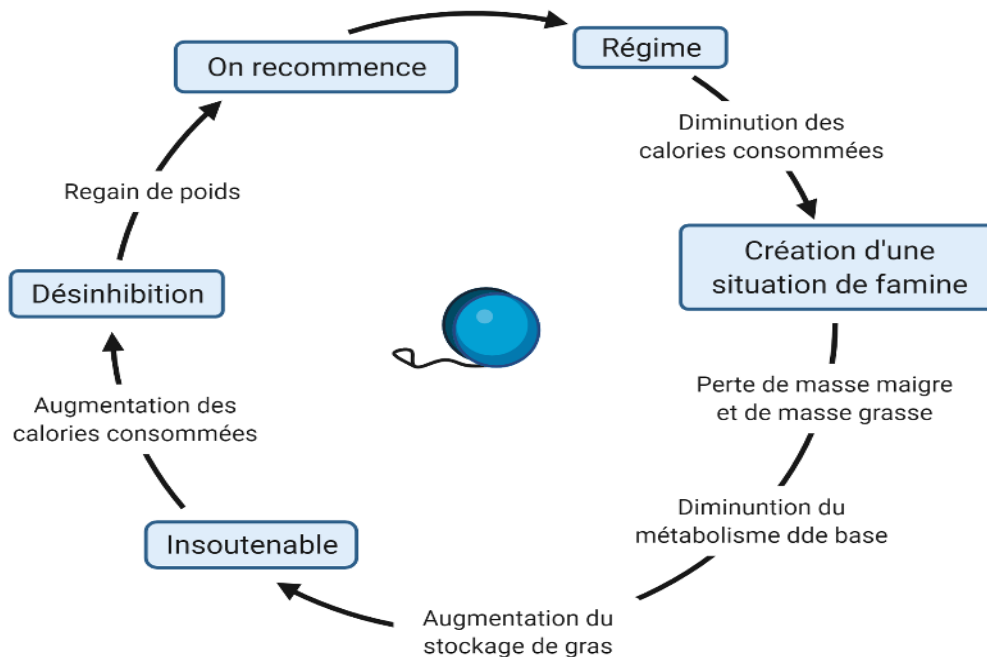 On recommence
Régime
Diminution des
calories consommées
Création d'une
situation de famine
Perte de masse maigre
et de masse grasse
Diminuntion du
métabolisme dde base
Augmentation du
stockage de gras
Insoutenable
Augmentation des
calories consommées
Désinhibition
Regain de poids